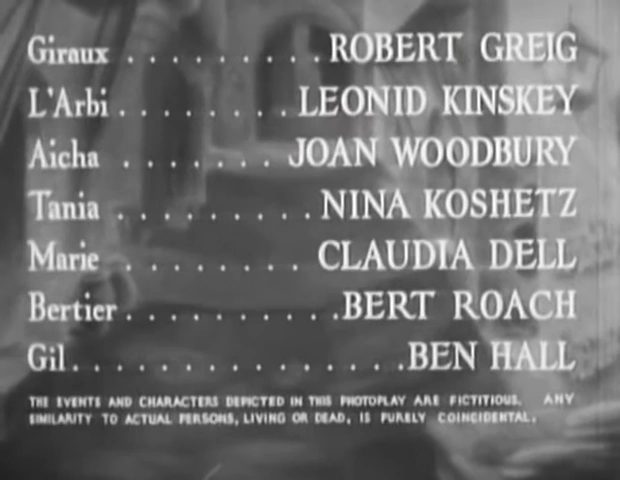 Giraux . . . . . . . . . ROBERT GREIG
L'Arbi . . . . . . . . LEONID KINSKEY
Aicha . . . . . . . JOAN WOODBURY
Tania . . . . . . . . . . NINA KOSHETZ
Marie . . . . . . . . CLAUDIA DELL
Bertier . . . . . . . . . . BERT ROACH
Gil . . . . . . . . . . . . . . . BEN HALL
THE EVENTS AND CHARACTERS DEPICTED IN THIS PHOTOPLAY ARE FICTITIOUS. ANY
SIMILARITY TO ACTUAL PERSONS, LIVING OR DEAD, IS PURELY COINCIDENTAL.